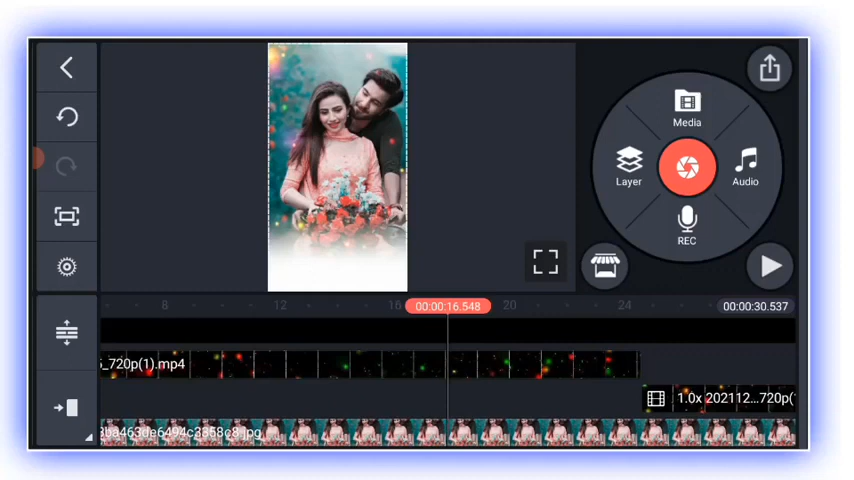 Media
Layer
Audio
REC
8
12
16
00:00:16.548
20
24
00:00:30.537
_720p(1).mp4
1.0x 202112..720p(
ba463de6494c3858c8.jpg